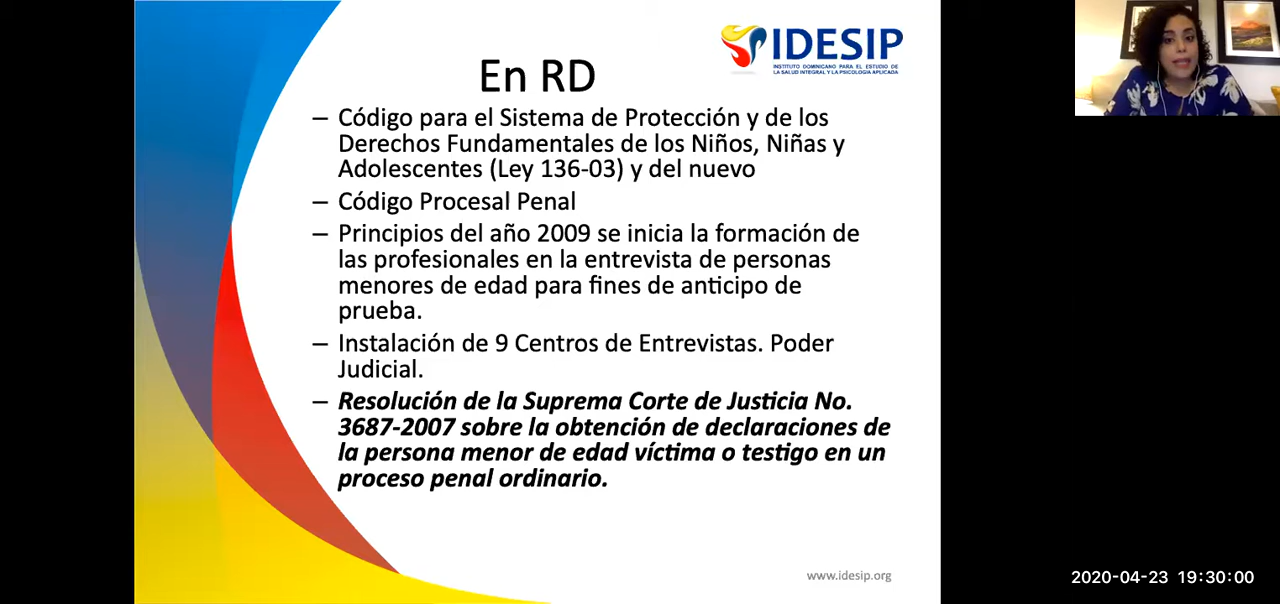 IDESIP
INSTITUTO DOMINICANO PARA EL ESTUDIO DE
LA SALUD INTEGRAL Y LA PSICOLOGÍA APLICADA
En RD
– Código para el Sistema de Protección y de los
Derechos Fundamentales de los Niños, Niñas y
Adolescentes (Ley 136-03) y del nuevo
– Código Procesal Penal
– Principios del año 2009 se inicia la formación de
las profesionales en la entrevista de personas
menores de edad para fines de anticipo de
prueba.
– Instalación de 9 Centros de Entrevistas. Poder
Judicial.
– Resolución de la Suprema Corte de Justicia No.
3687-2007 sobre la obtención de declaraciones de
la persona menor de edad víctima o testigo en un
proceso penal ordinario.
www.idesip.org
2020-04-23 19:30:00